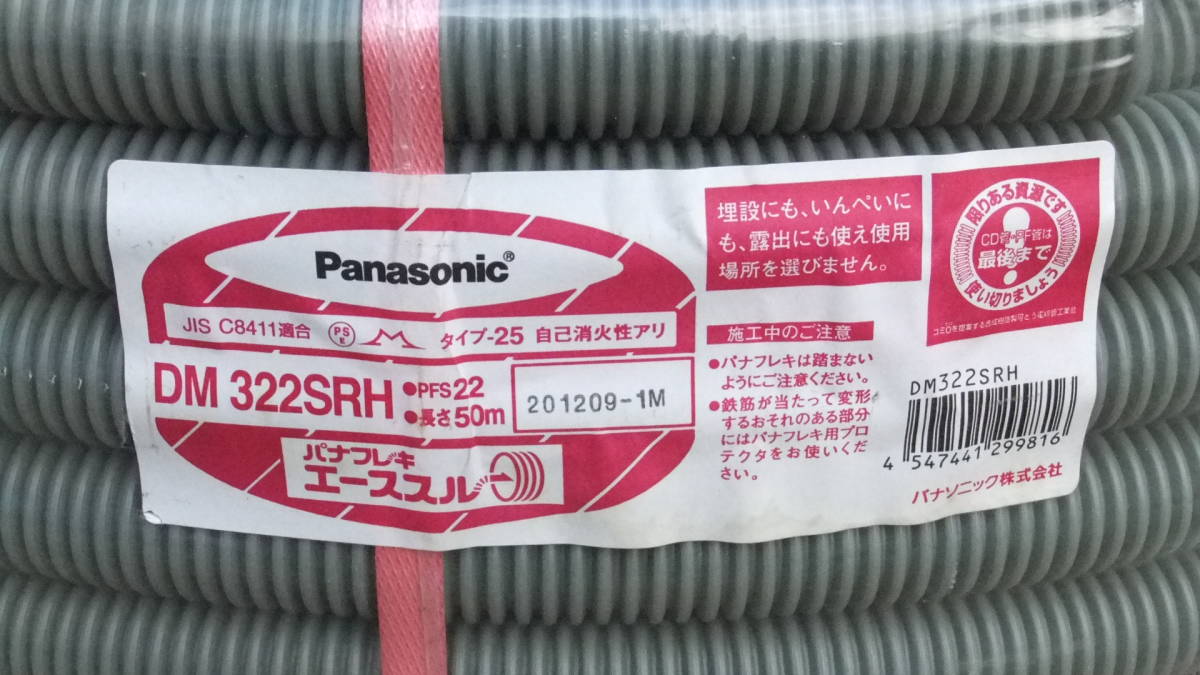 Panasonic®
JIS C8411適合
PS
E
タイプ-25 自己消火性アリ
DM 322SRH
●PFS22
●長さ50m
201209-1M
パナフレキ
エーススル
埋設にも、いんぺいに
も、露出にも使え使用
場所を選びません。
施工中のご注意
●パナフレキは踏まない
ようにご注意ください。
●鉄筋が当たって変形
するおそれのある部分
にはパナフレキ用プロ
テクタをお使いくだ
さい。
限りある資源です
CD管・PF管は
最後まで
使い切りましょう
DM322SRH
4 547441 299816
パナソニック株式会社